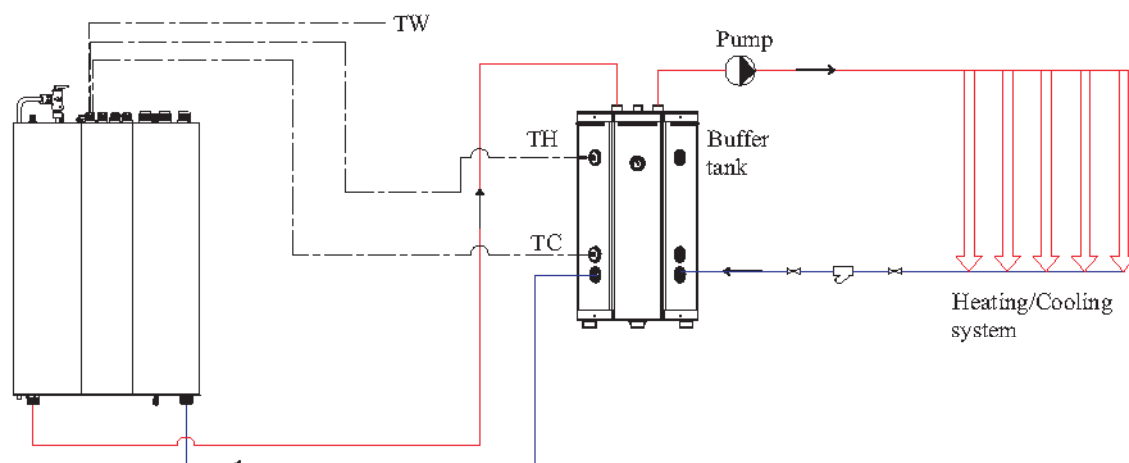 TW
Pump
TH
Buffer
tank
TC
Heating/Cooling
system